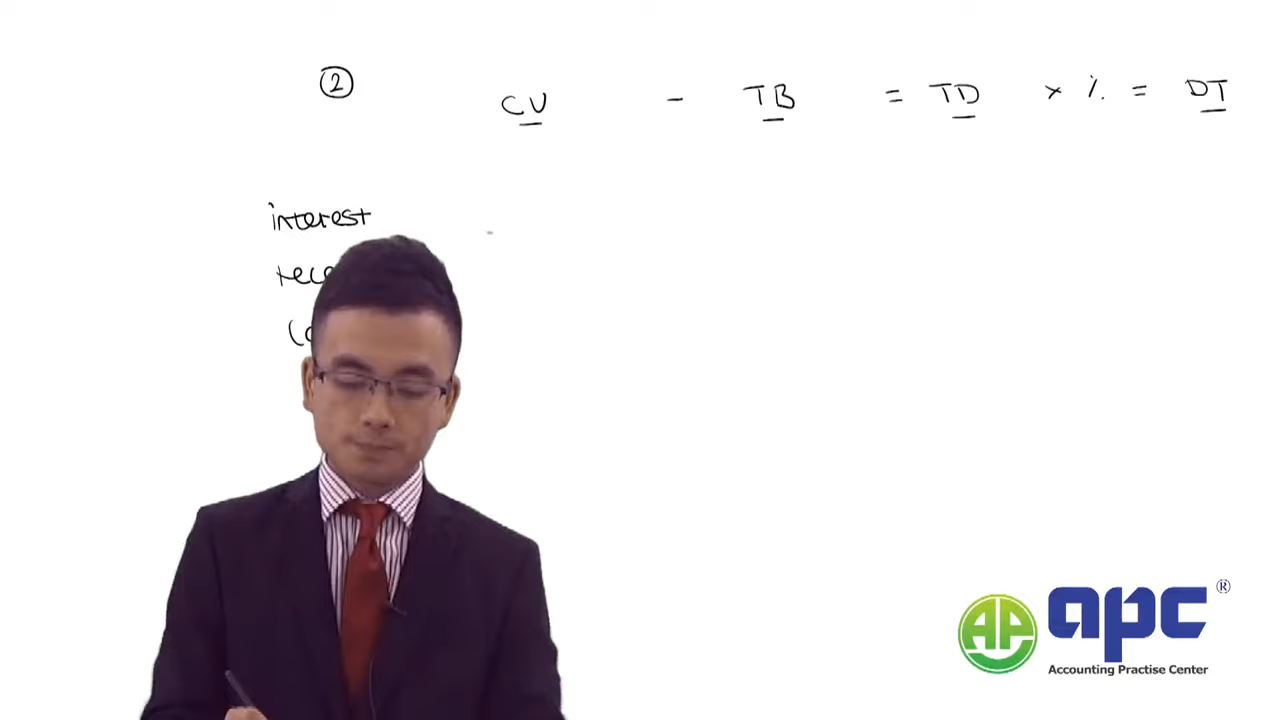 ② CV - TB = TD × % = DT
interest
apc®
Accounting Practise Center